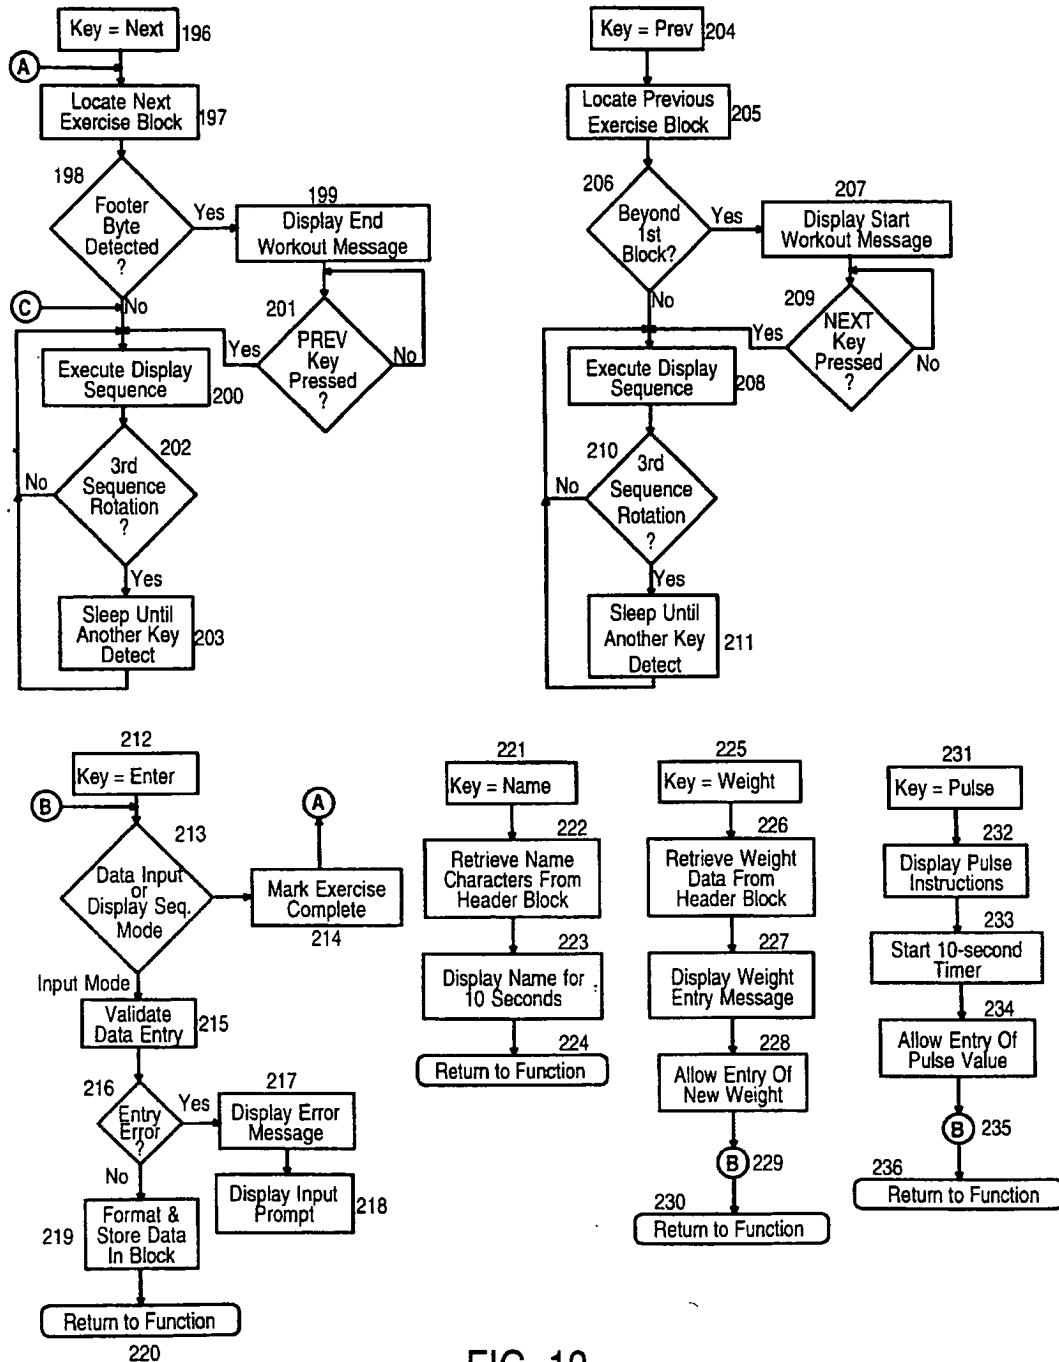 Key = Next
196
A
Locate Next
Exercise Block
197
198
Footer
Byte
Detected
?
Yes
199
Display End
Workout Message
C
No
201
PREV
Key
Pressed
?
Yes
No
Execute Display
Sequence
200
202
3rd
Sequence
Rotation
?
No
Yes
Sleep Until
Another Key
Detect
203
Key = Prev
204
Locate Previous
Exercise Block
205
206
Beyond
1st
Block?
Yes
207
Display Start
Workout Message
No
209
NEXT
Key
Pressed
?
Yes
No
Execute Display
Sequence
208
210
3rd
Sequence
Rotation
?
No
Yes
Sleep Until
Another Key
Detect
211
212
Key = Enter
B
213
Data Input
or
Display Seq.
Mode
A
Mark Exercise
Complete
214
Input Mode
Validate
Data Entry
215
216
Entry
Error
?
Yes
217
Display Error
Message
Display Input
Prompt
218
No
219
Format &
Store Data
In Block
Return to Function
220
221
Key = Name
222
Retrieve Name
Characters From
Header Block
223
Display Name for
10 Seconds
224
Return to Function
225
Key = Weight
226
Retrieve Weight
Data From
Header Block
227
Display Weight
Entry Message
228
Allow Entry Of
New Weight
B
229
230
Return to Function
231
Key = Pulse
232
Display Pulse
Instructions
233
Start 10-second
Timer
234
Allow Entry Of
Pulse Value
B
235
236
Return to Function